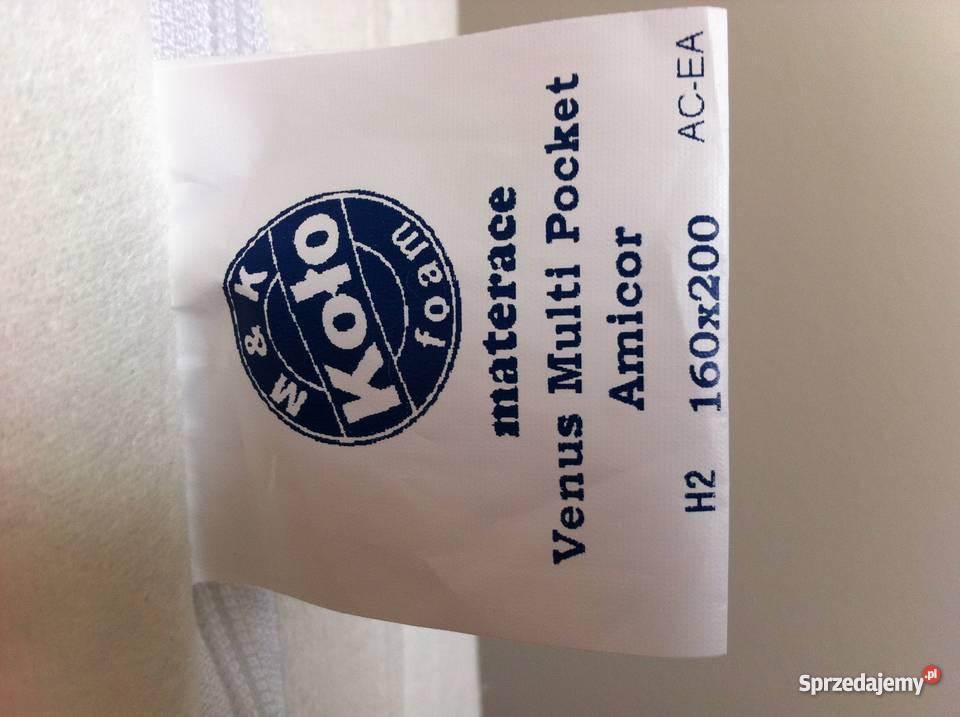 M & K
Koło
foam
materace
Venus Multi Pocket
Amicor
H2 160x200 AC-EA
Sprzedajemy.pl